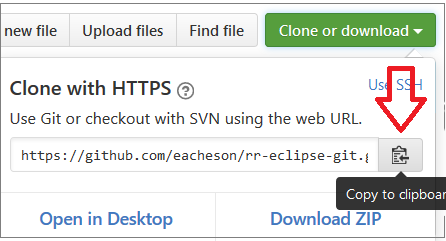 new file Upload files Find file Clone or download
Clone with HTTPS ?
Use SSH
Use Git or checkout with SVN using the web URL.
https://github.com/eacheson/rr-eclipse-git.g
Copy to clipboar
Open in Desktop Download ZIP